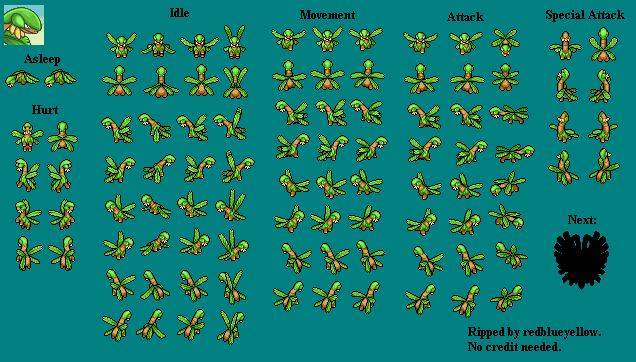 Idle
Movement
Attack
Special Attack
Asleep
Hurt
Next:
Ripped by redblueyellow.
No credit needed.